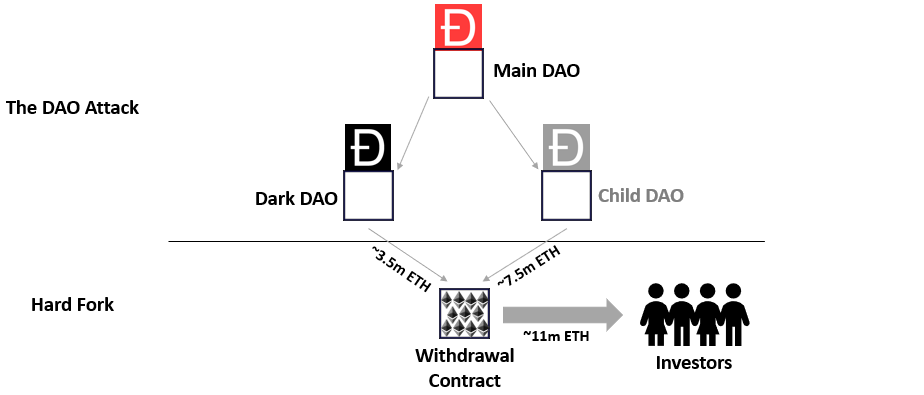 Đ
Main DAO
The DAO Attack
Đ
Đ
Dark DAO
Child DAO
~3.5m ETH
~7.5m ETH
Hard Fork
~11m ETH
Withdrawal
Contract
Investors